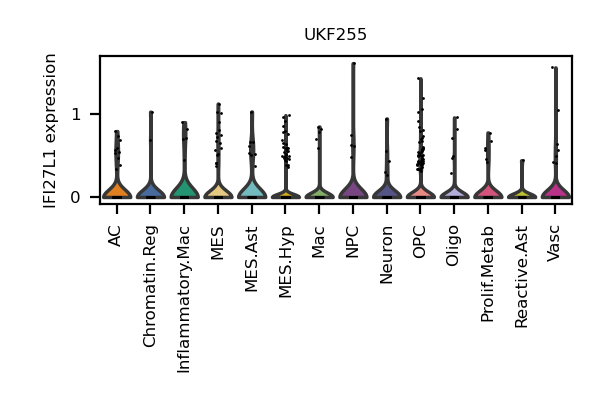 UKF255
IFI27L1 expression
1
0
AC
Chromatin.Reg
Inflammatory.Mac
MES
MES.Ast
MES.Hyp
Mac
NPC
Neuron
OPC
Oligo
Prolif.Metab
Reactive.Ast
Vasc